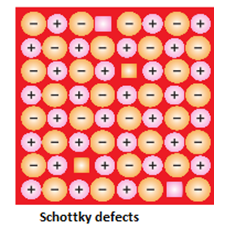 − + − − + − +
+ − + − + − + −
− + − + + − +
+ − + − + − + −
− + − + − + − +
+ − + − + − + −
− + + − + − +
+ − + − + − −
Schottky defects